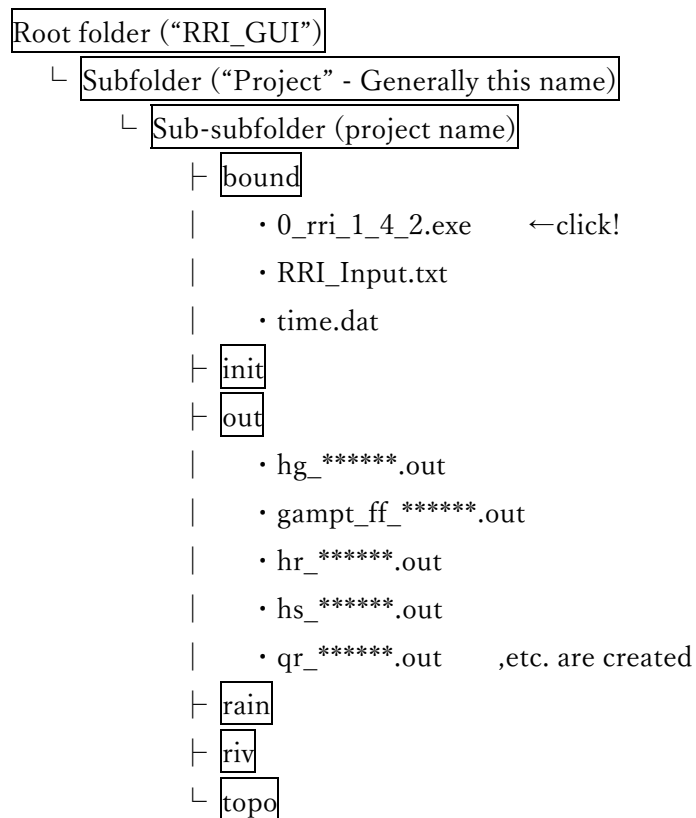 Root folder (“RRI_GUI”)
└ Subfolder (“Project” - Generally this name)
└ Sub-subfolder (project name)
├ bound
│ ・0_rri_1_4_2.exe ←click!
│ ・RRI_Input.txt
│ ・time.dat
├ init
├ out
│ ・hg_******.out
│ ・gampt_ff_******.out
│ ・hr_******.out
│ ・hs_******.out
│ ・qr_******.out ,etc. are created
├ rain
├ riv
└ topo